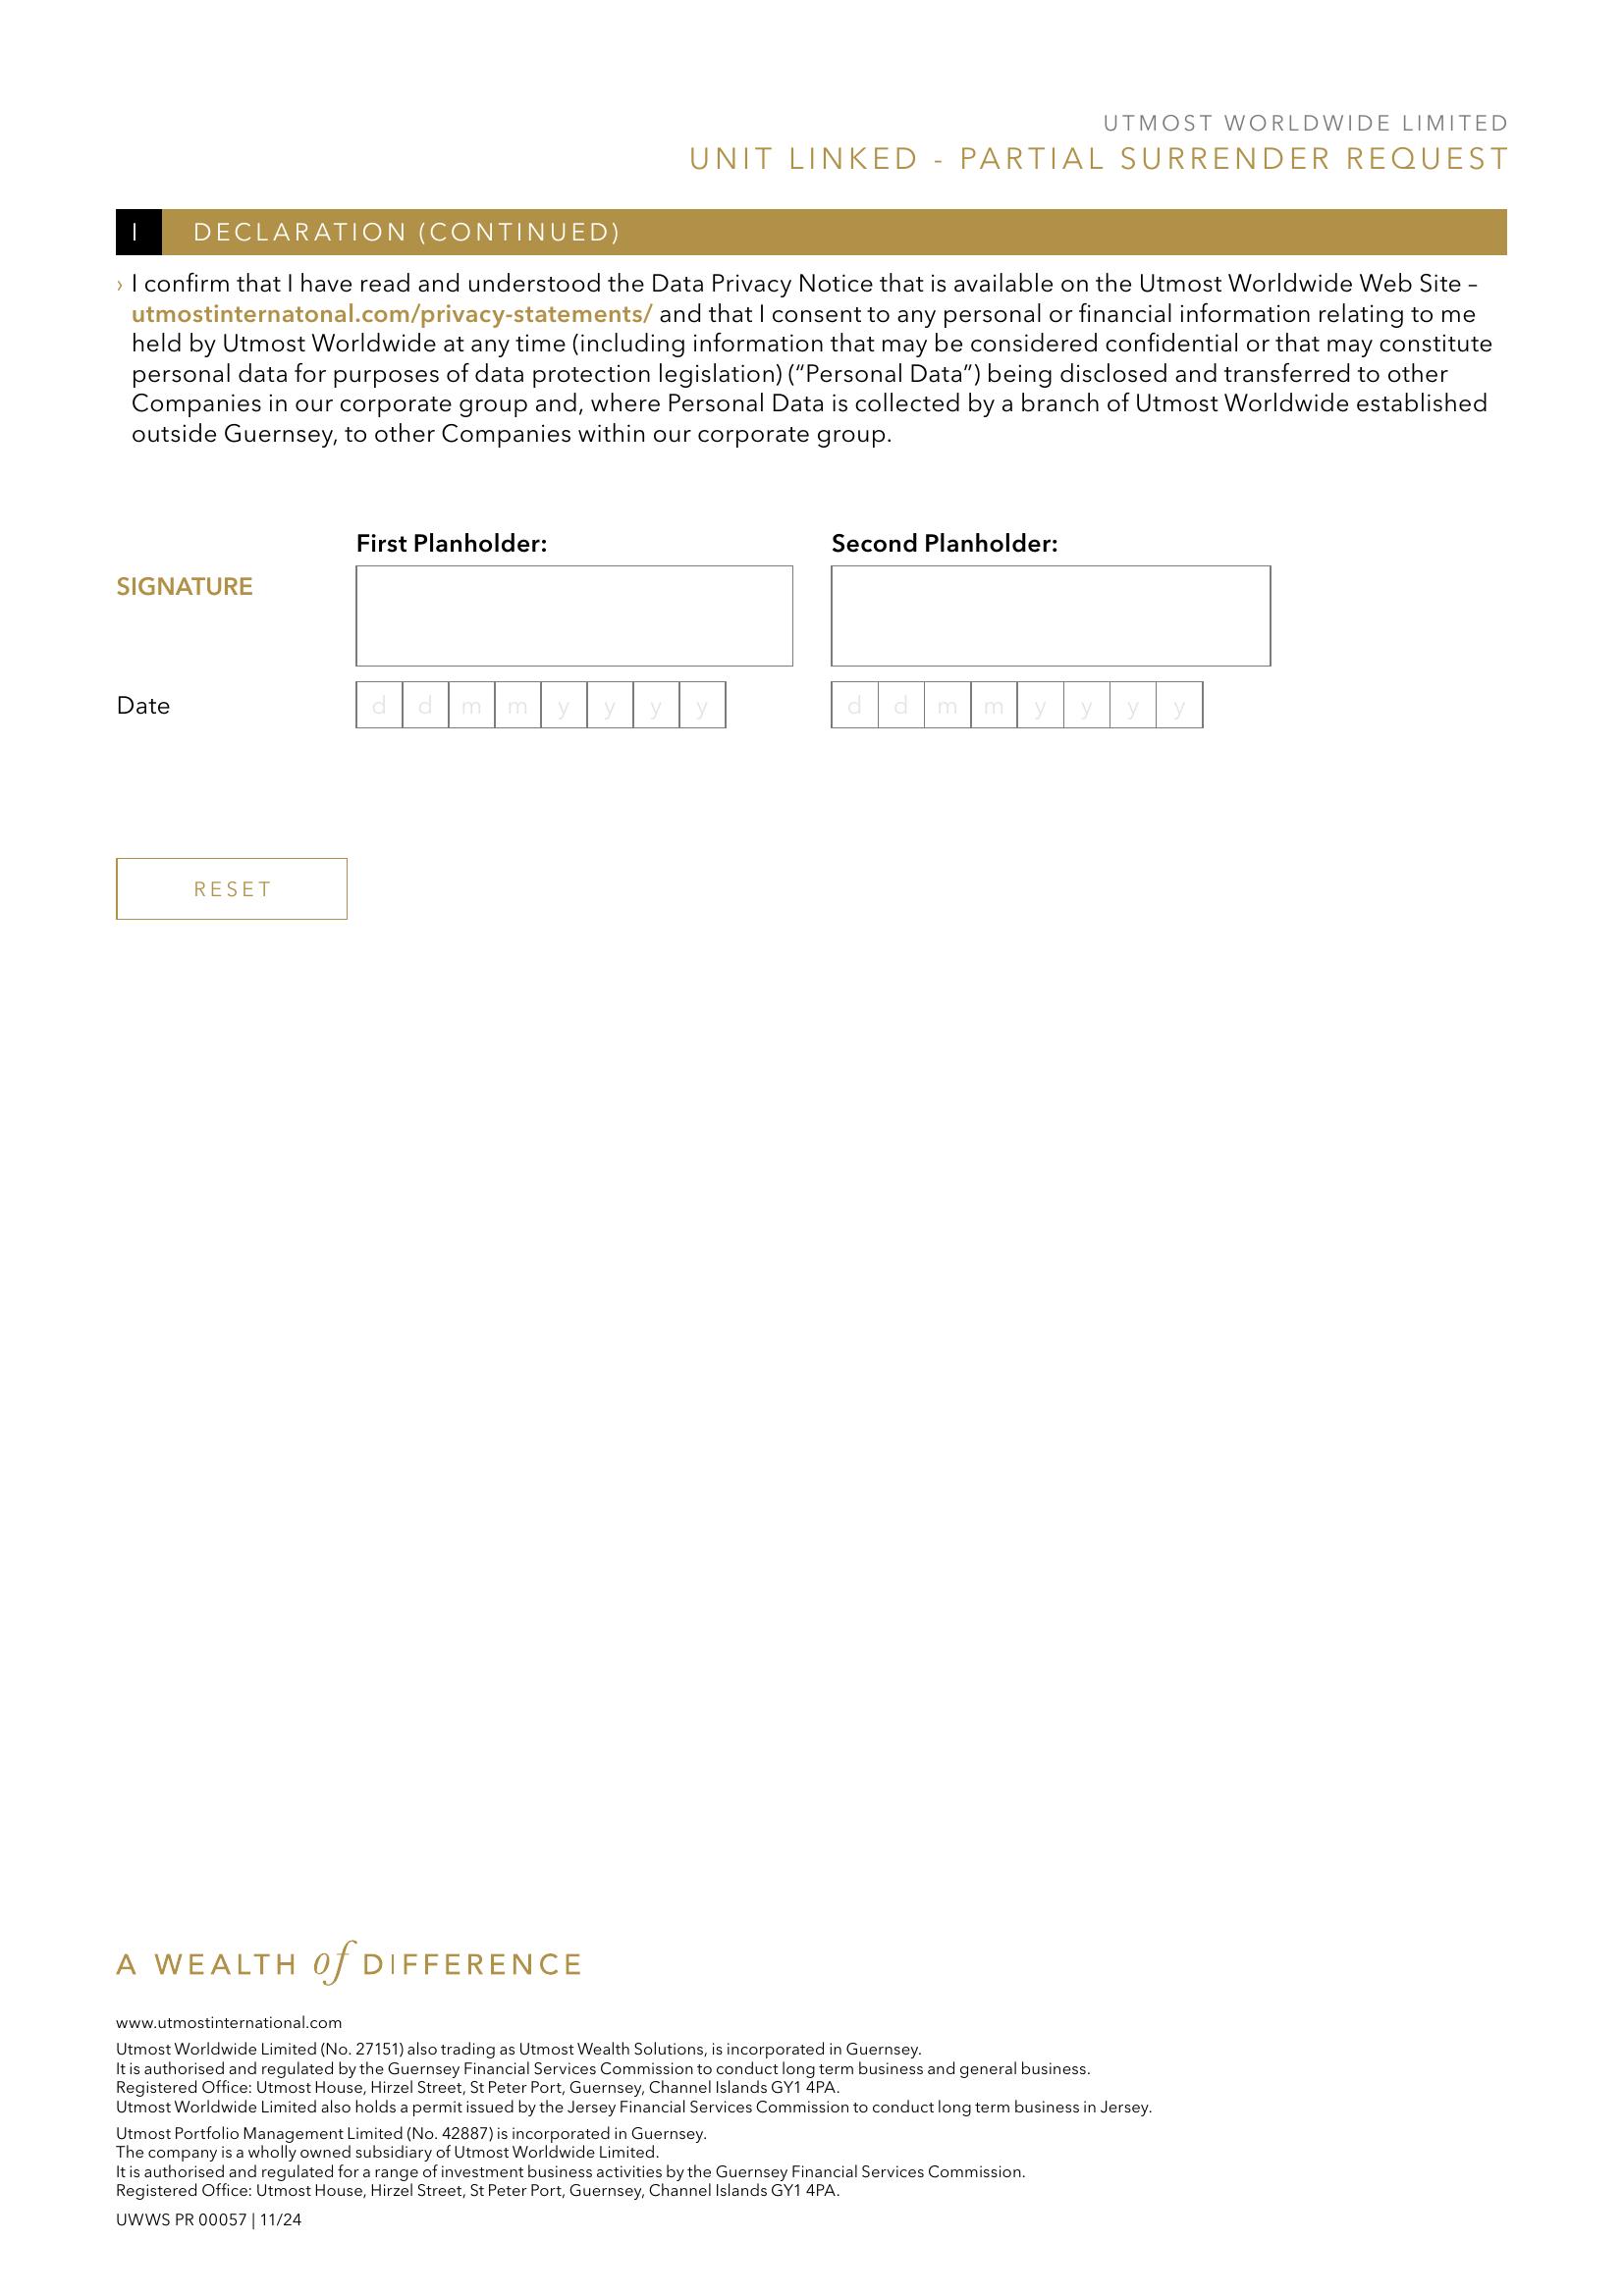 UTMOST WORLDWIDE LIMITED
UNIT LINKED - PARTIAL SURRENDER REQUEST
I DECLARATION (CONTINUED)
› I confirm that I have read and understood the Data Privacy Notice that is available on the Utmost Worldwide Web Site –
utmostinternatonal.com/privacy-statements/ and that I consent to any personal or financial information relating to me
held by Utmost Worldwide at any time (including information that may be considered confidential or that may constitute
personal data for purposes of data protection legislation) (“Personal Data”) being disclosed and transferred to other
Companies in our corporate group and, where Personal Data is collected by a branch of Utmost Worldwide established
outside Guernsey, to other Companies within our corporate group.
First Planholder: Second Planholder:
SIGNATURE
Date d d m m y y y y d d m m y y y y
RESET
A WEALTH of DIFFERENCE
www.utmostinternational.com
Utmost Worldwide Limited (No. 27151) also trading as Utmost Wealth Solutions, is incorporated in Guernsey.
It is authorised and regulated by the Guernsey Financial Services Commission to conduct long term business and general business.
Registered Office: Utmost House, Hirzel Street, St Peter Port, Guernsey, Channel Islands GY1 4PA.
Utmost Worldwide Limited also holds a permit issued by the Jersey Financial Services Commission to conduct long term business in Jersey.
Utmost Portfolio Management Limited (No. 42887) is incorporated in Guernsey.
The company is a wholly owned subsidiary of Utmost Worldwide Limited.
It is authorised and regulated for a range of investment business activities by the Guernsey Financial Services Commission.
Registered Office: Utmost House, Hirzel Street, St Peter Port, Guernsey, Channel Islands GY1 4PA.
UWWS PR 00057 | 11/24